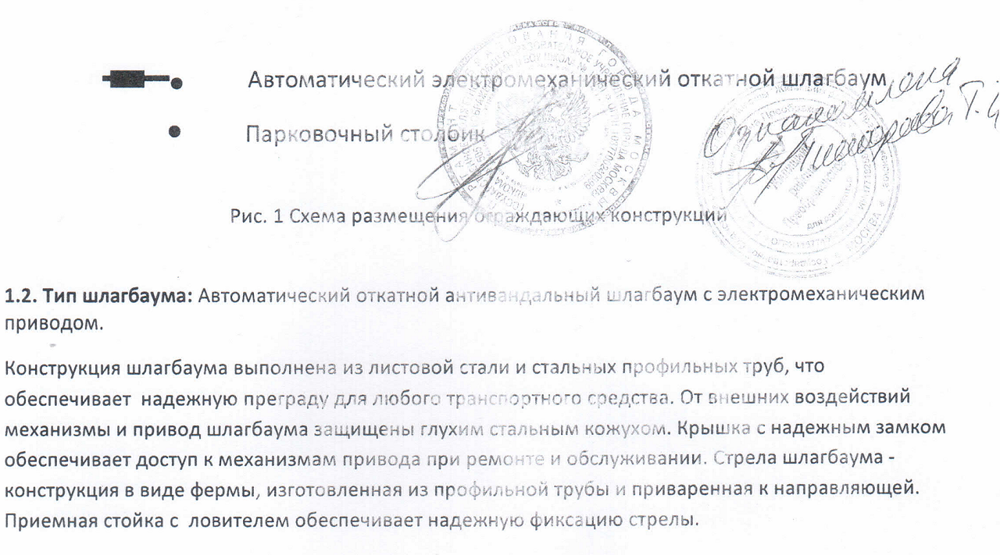 Автоматический электромеханический откатной шлагбаум
Ознакомлена
Парковочный столбик
Рис. 1 Схема размещения ограждающих конструкций
1.2. Тип шлагбаума: Автоматический откатной антивандальный шлагбаум с электромеханическим
приводом.
Конструкция шлагбаума выполнена из листовой стали и стальных профильных труб, что
обеспечивает надежную преграду для любого транспортного средства. От внешних воздействий
механизмы и привод шлагбаума защищены глухим стальным кожухом. Крышка с надежным замком
обеспечивает доступ к механизмам привода при ремонте и обслуживании. Стрела шлагбаума -
конструкция в виде фермы, изготовленная из профильной трубы и приваренная к направляющей.
Приемная стойка с ловителем обеспечивает надежную фиксацию стрелы.